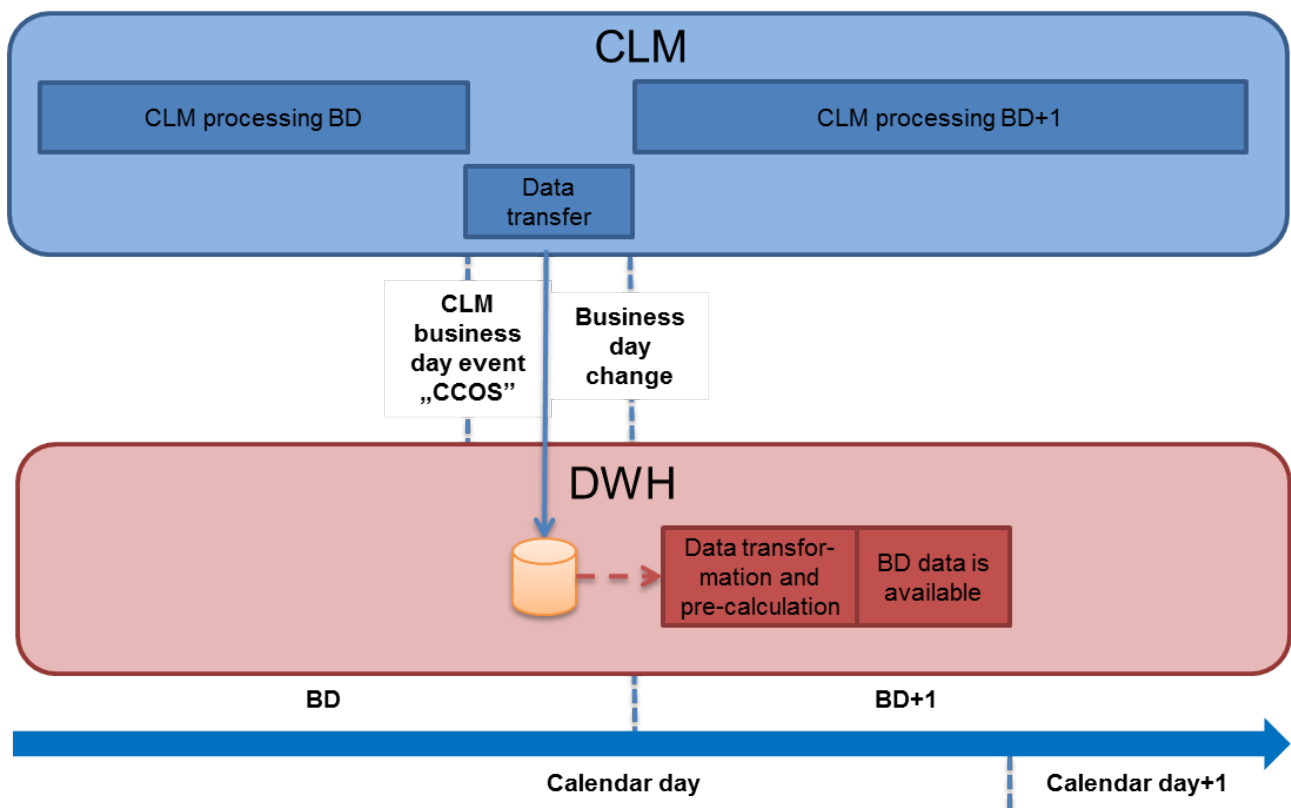 CLM
CLM processing BD
CLM processing BD+1
Data
transfer
CLM
business
day event
„CCOS”
Business
day
change
DWH
Data transfor-
mation and
pre-calculation
BD data is
available
BD
BD+1
Calendar day
Calendar day+1